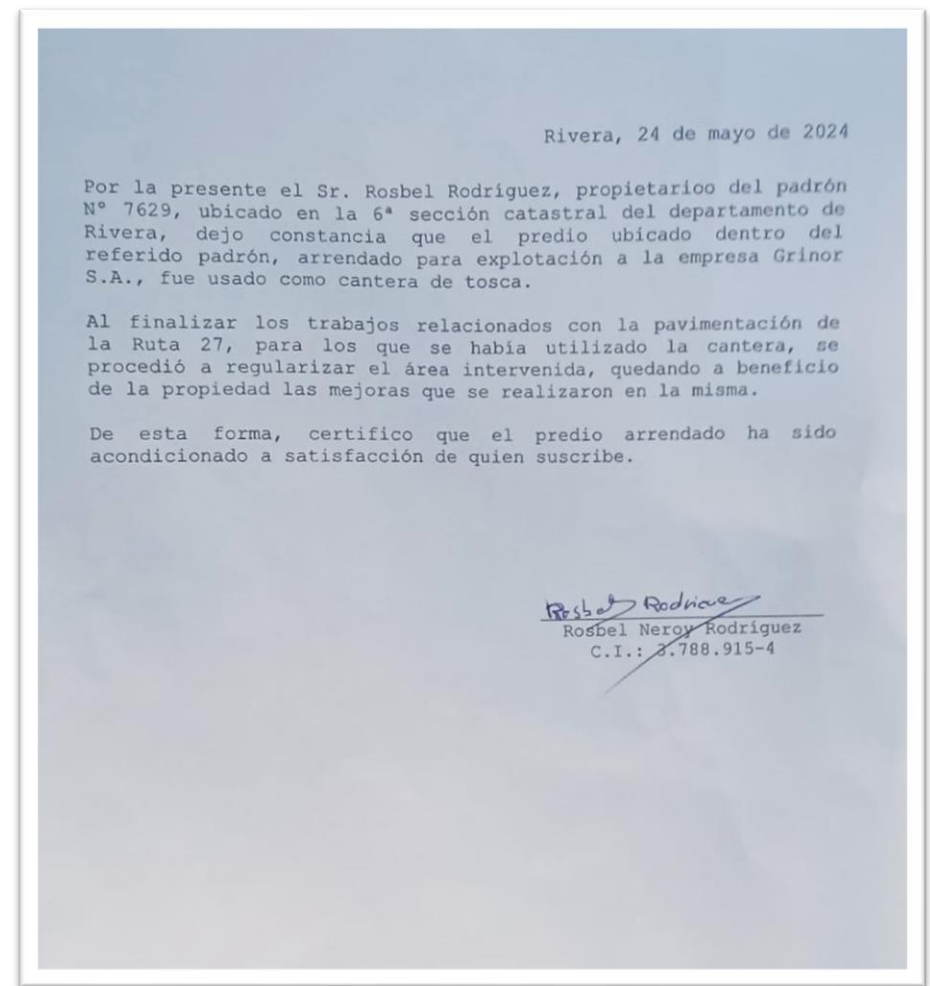 Rivera, 24 de mayo de 2024
Por la presente el Sr. Rosbel Rodríguez, propietarioo del padrón
N° 7629, ubicado en la 6ª sección catastral del departamento de
Rivera, dejo constancia que el predio ubicado dentro del
referido padrón, arrendado para explotación a la empresa Grinor
S.A., fue usado como cantera de tosca.
Al finalizar los trabajos relacionados con la pavimentación de
la Ruta 27, para los que se había utilizado la cantera, se
procedió a regularizar el área intervenida, quedando a beneficio
de la propiedad las mejoras que se realizaron en la misma.
De esta forma, certifico que el predio arrendado ha sido
acondicionado a satisfacción de quien suscribe.
Rosbel Rodriguez
Rosbel Neroy Rodríguez
C.I.: 3.788.915-4